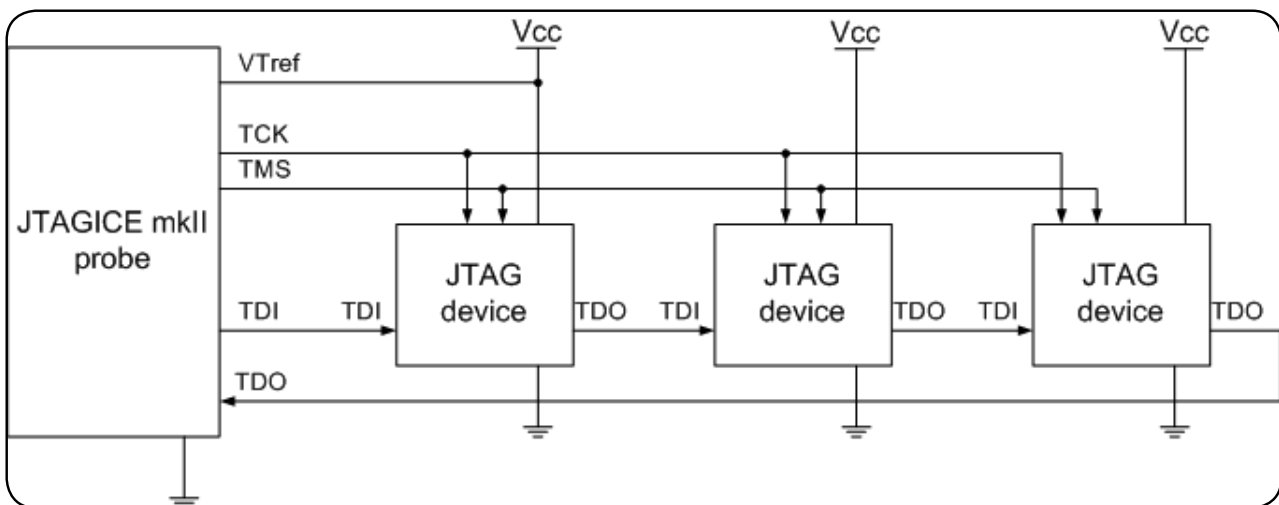 Vcc Vcc Vcc
VTref
TCK
TMS
JTAGICE mkII
probe
JTAG
device
JTAG
device
JTAG
device
TDI TDI TDO TDI TDO TDI TDO
TDO